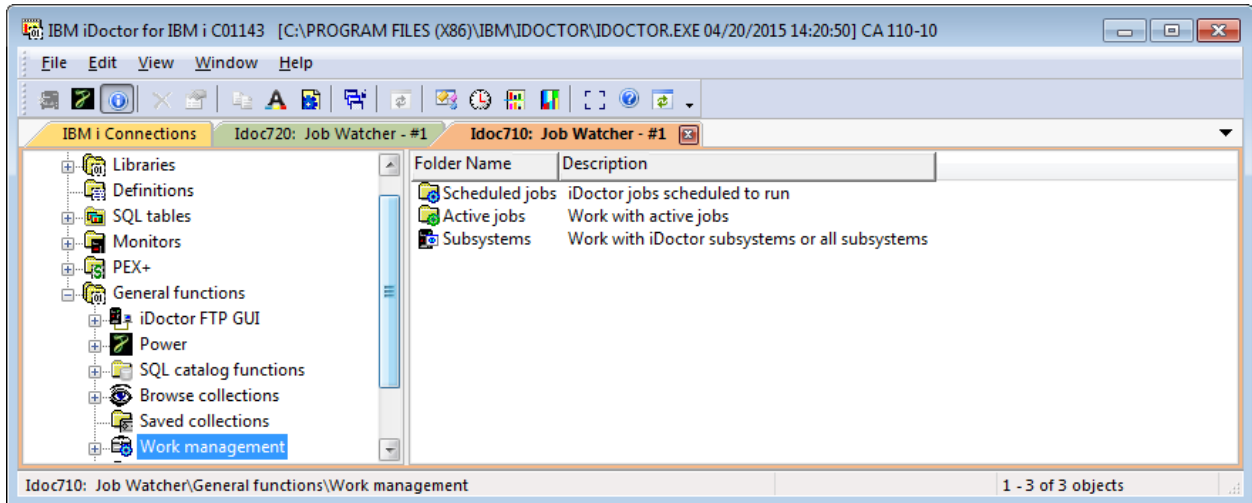 IBM iDoctor for IBM i C01143 [C:\PROGRAM FILES (X86)\IBM\IDOCTOR\IDOCTOR.EXE 04/20/2015 14:20:50] CA 110-10
File Edit View Window Help
IBM i Connections Idoc720: Job Watcher - #1 Idoc710: Job Watcher - #1
Libraries
Definitions
SQL tables
Monitors
PEX+
General functions
iDoctor FTP GUI
Power
SQL catalog functions
Browse collections
Saved collections
Work management
Folder Name Description
Scheduled jobs iDoctor jobs scheduled to run
Active jobs Work with active jobs
Subsystems Work with iDoctor subsystems or all subsystems
Idoc710: Job Watcher\General functions\Work management 1 - 3 of 3 objects